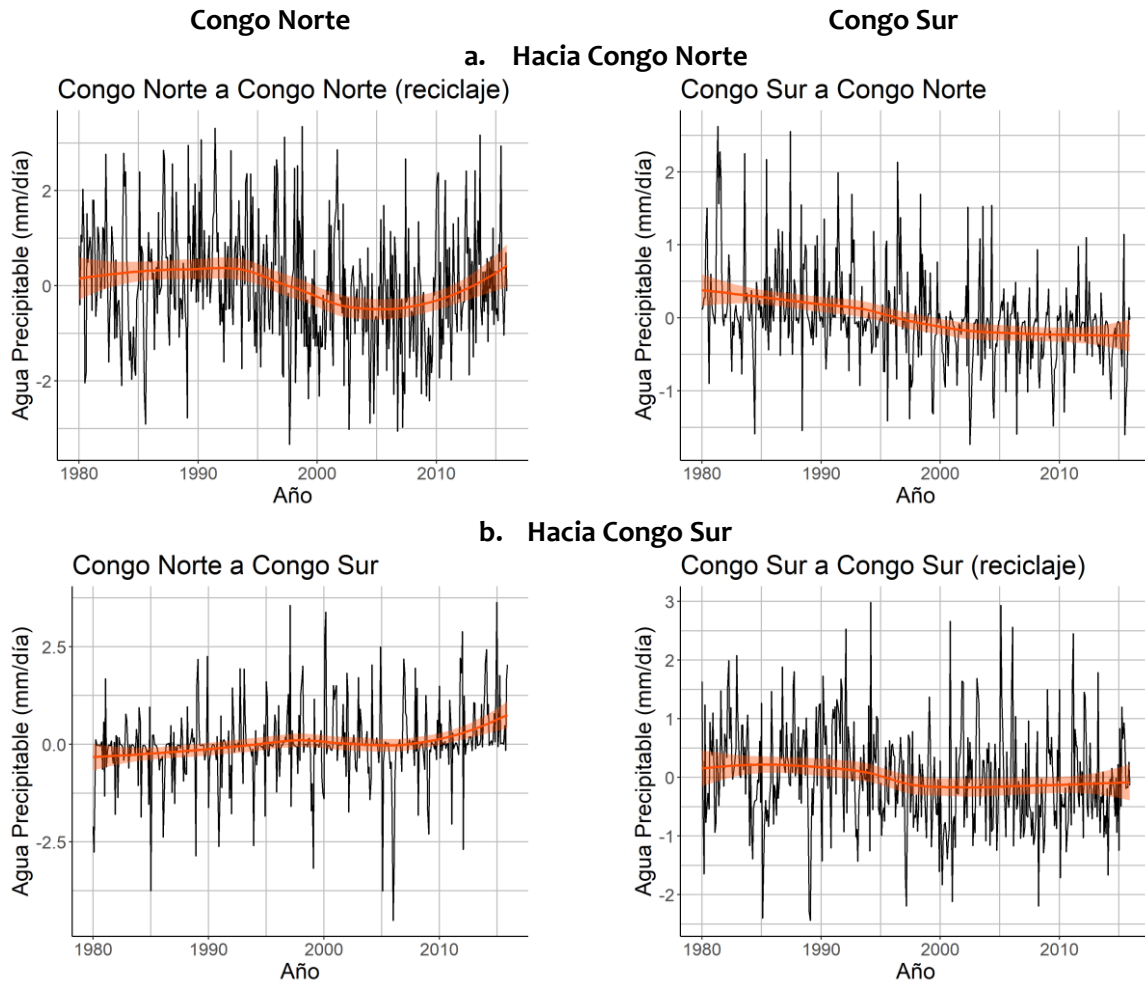 Congo Norte
Congo Sur
a. Hacia Congo Norte
Congo Norte a Congo Norte (reciclaje)
Agua Precipitable (mm/día)
2
0
-2
1980 1990 2000 2010
Año
Congo Sur a Congo Norte
Agua Precipitable (mm/día)
2
1
0
-1
1980 1990 2000 2010
Año
b. Hacia Congo Sur
Congo Norte a Congo Sur
Agua Precipitable (mm/día)
2.5
0.0
-2.5
1980 1990 2000 2010
Año
Congo Sur a Congo Sur (reciclaje)
Agua Precipitable (mm/día)
3
2
1
0
-1
-2
1980 1990 2000 2010
Año